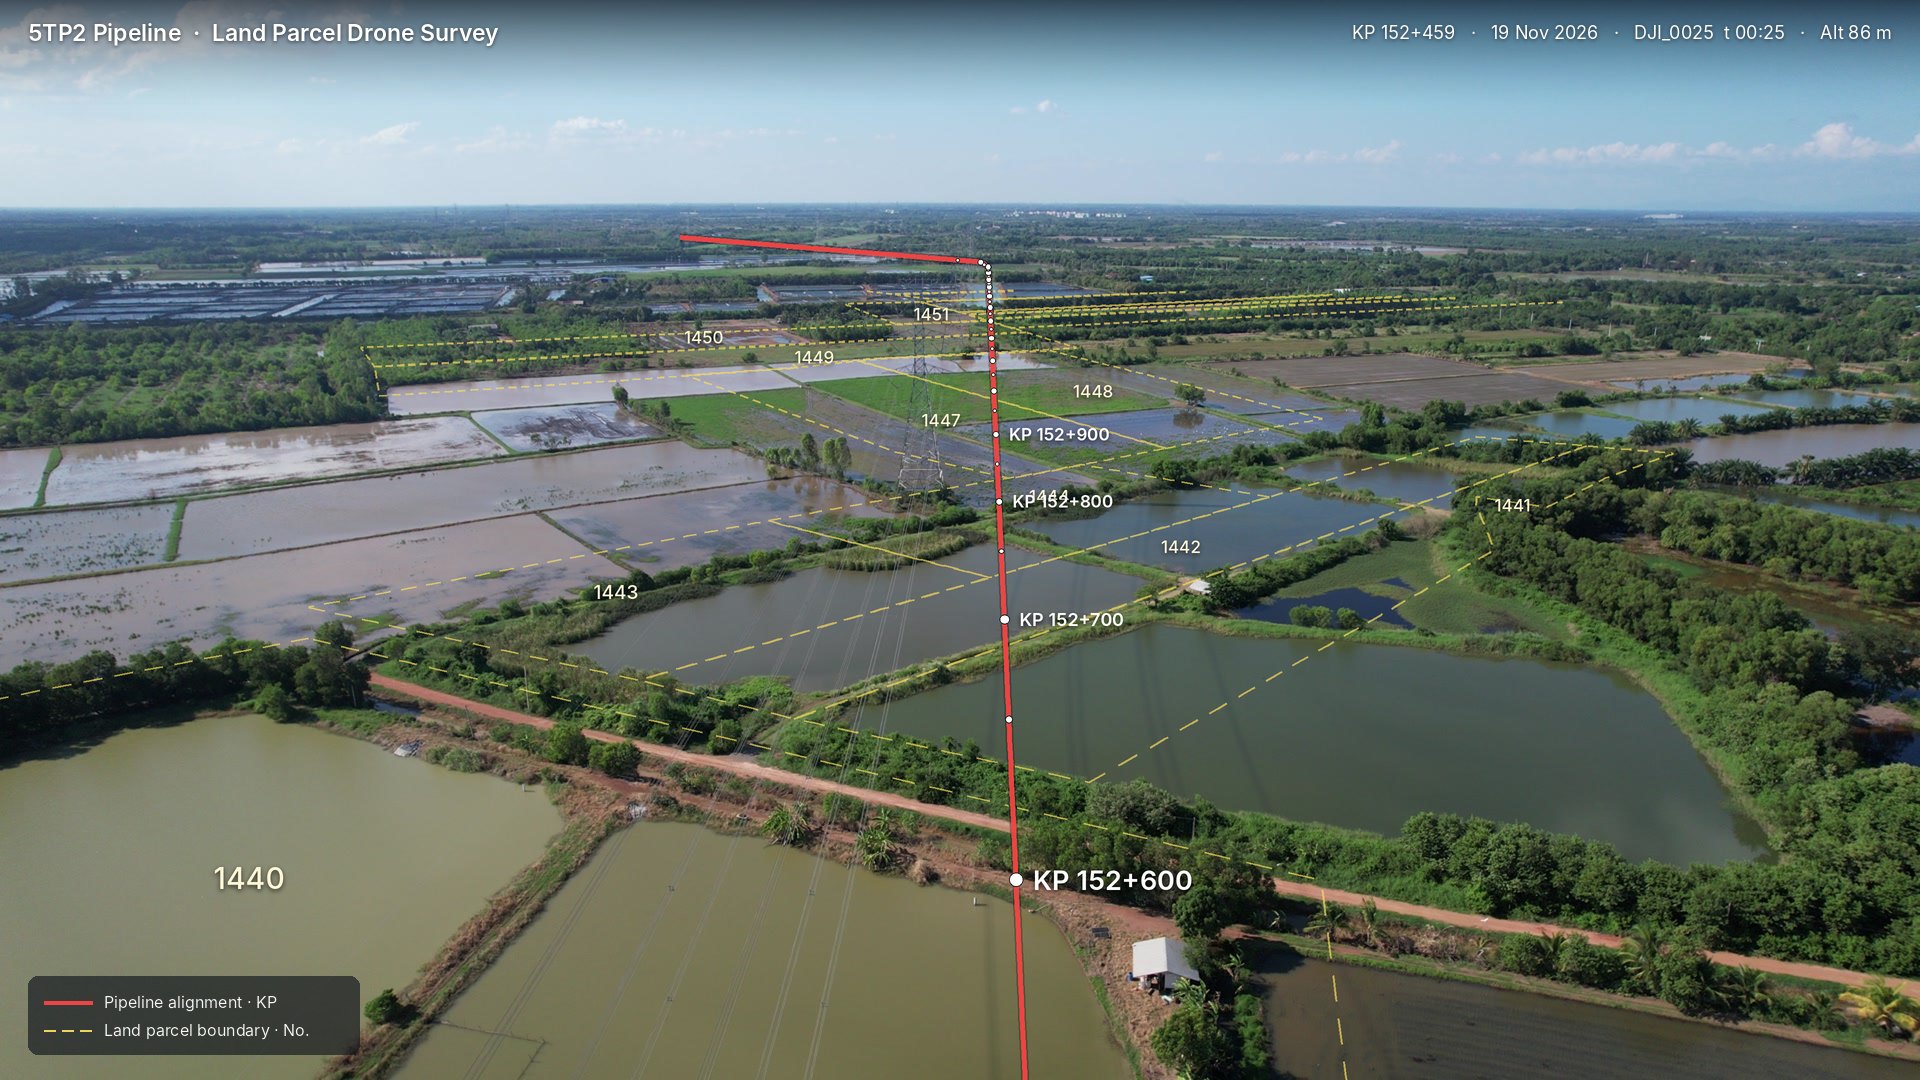 5TP2 Pipeline · Land Parcel Drone Survey
KP 152+459 · 19 Nov 2026 · DJI_0025 t 00:25 · Alt 86 m
1451
1450
1449
1448
1447
KP 152+900
1444
KP 152+800
1441
1442
1443
KP 152+700
1440
KP 152+600
Pipeline alignment · KP
Land parcel boundary · No.